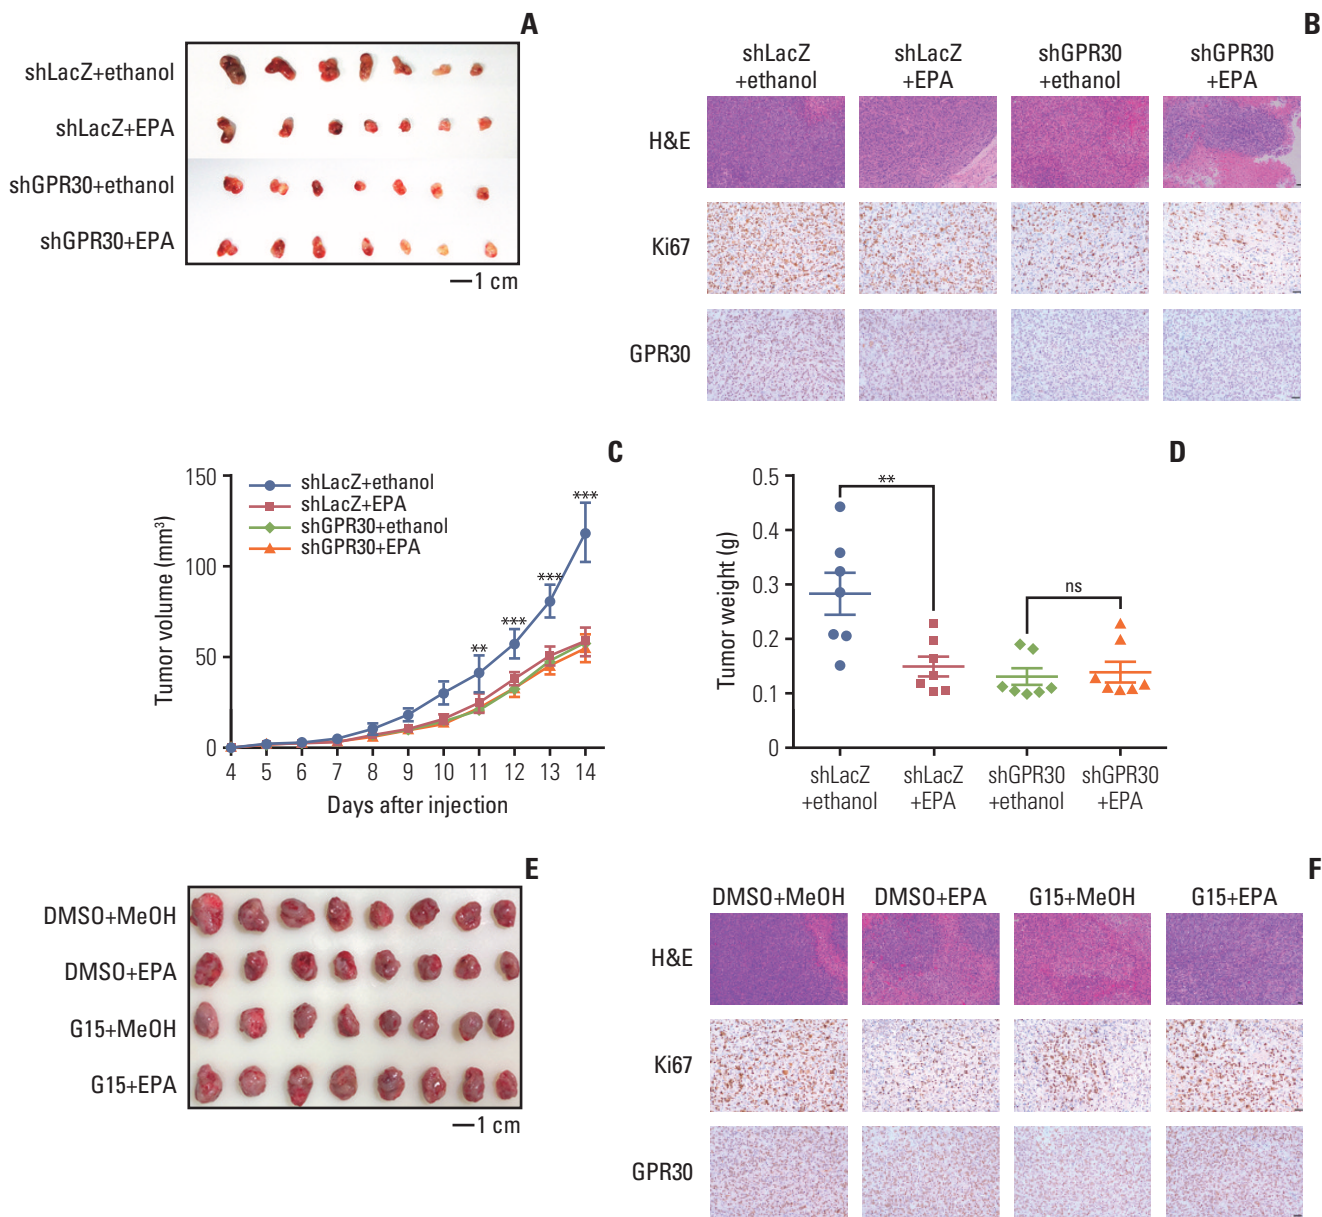 A
shLacZ+ethanol
shLacZ+EPA
shGPR30+ethanol
shGPR30+EPA
1 cm
B
shLacZ +ethanol
shLacZ +EPA
shGPR30 +ethanol
shGPR30 +EPA
H&E
Ki67
GPR30
C
Tumor volume (mm³)
150
100
50
0
shLacZ+ethanol
shLacZ+EPA
shGPR30+ethanol
shGPR30+EPA
**
***
***
***
4 5 6 7 8 9 10 11 12 13 14
Days after injection
D
Tumor weight (g)
0.5
0.4
0.3
0.2
0.1
0
**
ns
shLacZ +ethanol
shLacZ +EPA
shGPR30 +ethanol
shGPR30 +EPA
E
DMSO+MeOH
DMSO+EPA
G15+MeOH
G15+EPA
1 cm
F
DMSO+MeOH DMSO+EPA G15+MeOH G15+EPA
H&E
Ki67
GPR30